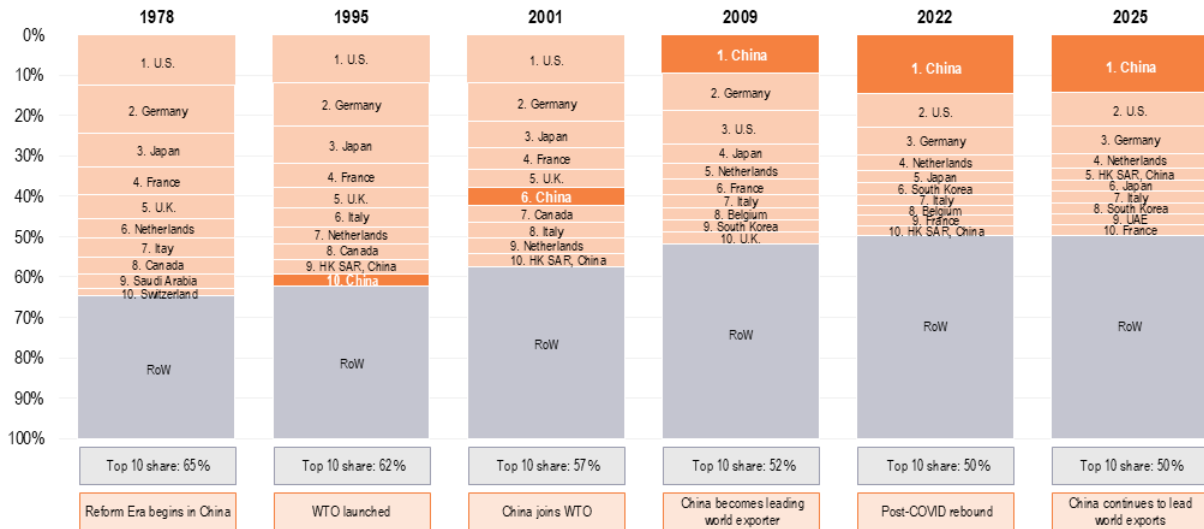 1978
1995
2001
2009
2022
2025
0%
10%
20%
30%
40%
50%
60%
70%
80%
90%
100%
1. U.S.
2. Germany
3. Japan
4. France
5. U.K.
6. Netherlands
7. Itay
8. Canada
9. Saudi Arabia
10. Switzerland
RoW
1. U.S.
2. Germany
3. Japan
4. France
5. U.K.
6. Italy
7. Netherlands
8. Canada
9. HK SAR, China
10. China
RoW
1. U.S.
2. Germany
3. Japan
4. France
5. U.K.
6. China
7. Canada
8. Italy
9. Netherlands
10. HK SAR, China
RoW
1. China
2. Germany
3. U.S.
4. Japan
5. Netherlands
6. France
7. Italy
8. Belgium
9. South Korea
10. U.K.
RoW
1. China
2. U.S.
3. Germany
4. Netherlands
5. Japan
6. South Korea
7. Italy
8. Belgium
9. France
10. HK SAR, China
RoW
1. China
2. U.S.
3. Germany
4. Netherlands
5. HK SAR, China
6. Japan
7. Italy
8. South Korea
9. UAE
10. France
RoW
Top 10 share: 65%
Top 10 share: 62%
Top 10 share: 57%
Top 10 share: 52%
Top 10 share: 50%
Top 10 share: 50%
Reform Era begins in China
WTO launched
China joins WTO
China becomes leading
world exporter
Post-COVID rebound
China continues to lead
world exports